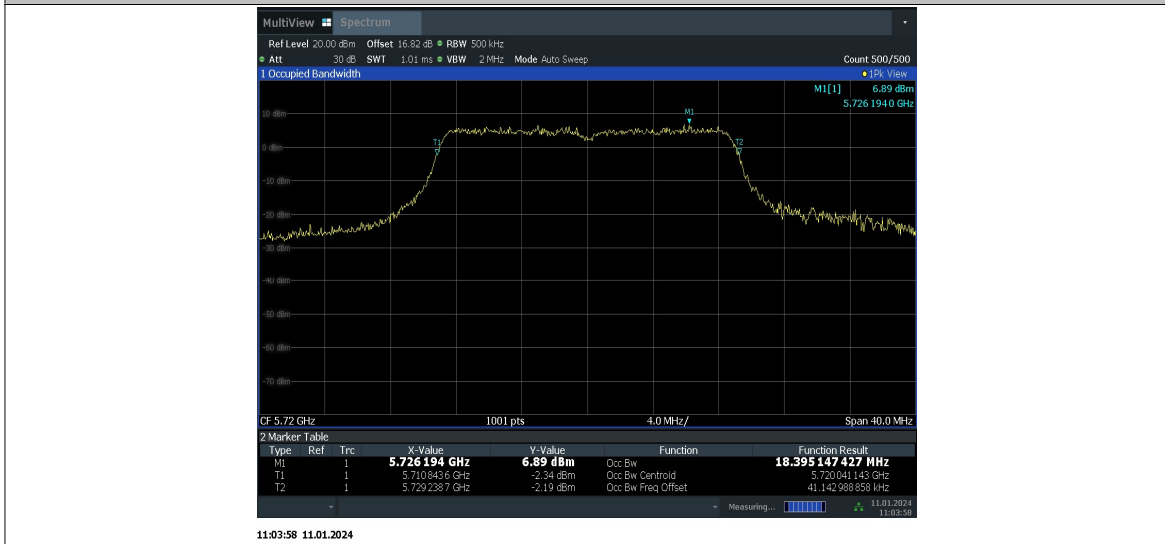 MultiView Spectrum
Ref Level 20.00 dBm Offset 16.82 dB RBW 500 kHz
Att 30 dB SWT 1.01 ms VBW 2 MHz Mode Auto Sweep Count 500/500
1 Occupied Bandwidth 1Pk View
M1[1] 6.89 dBm
5.726 194 0 GHz
10 dBm
M1
0 dBm
T1
T2
-10 dBm
-20 dBm
-30 dBm
-40 dBm
-50 dBm
-60 dBm
-70 dBm
CF 5.72 GHz 1001 pts 4.0 MHz/ Span 40.0 MHz
2 Marker Table
Type Ref Trc X-Value Y-Value Function Function Result
M1 1 5.726 194 GHz 6.89 dBm Occ Bw 18.395 147 427 MHz
T1 1 5.710 843 6 GHz -2.34 dBm Occ Bw Centroid 5.720 041 143 GHz
T2 1 5.729 238 7 GHz -2.19 dBm Occ Bw Freq Offset 41.142 988 858 kHz
Measuring... 11.01.2024
11:03:58
11:03:58 11.01.2024